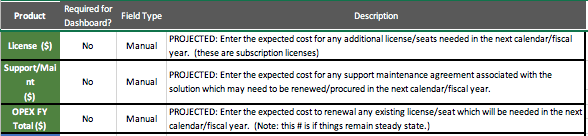 Product
Required for
Dashboard?
Field Type
Description
License ($)
No
Manual
PROJECTED: Enter the expected cost for any additional license/seats needed in the next calendar/fiscal
year. (these are subscription licenses)
Support/Mai
nt
($)
No
Manual
PROJECTED: Enter the expected cost for any support maintenance agreement associated with the
solution which may need to be renewed/procured in the next calendar/fiscal year.
OPEX FY
Total ($)
No
Manual
PROJECTED: Enter the expected cost to renewal any existing license/seat which will be needed in the next
calendar/fiscal year. (Note: this # is if things remain steady state.)